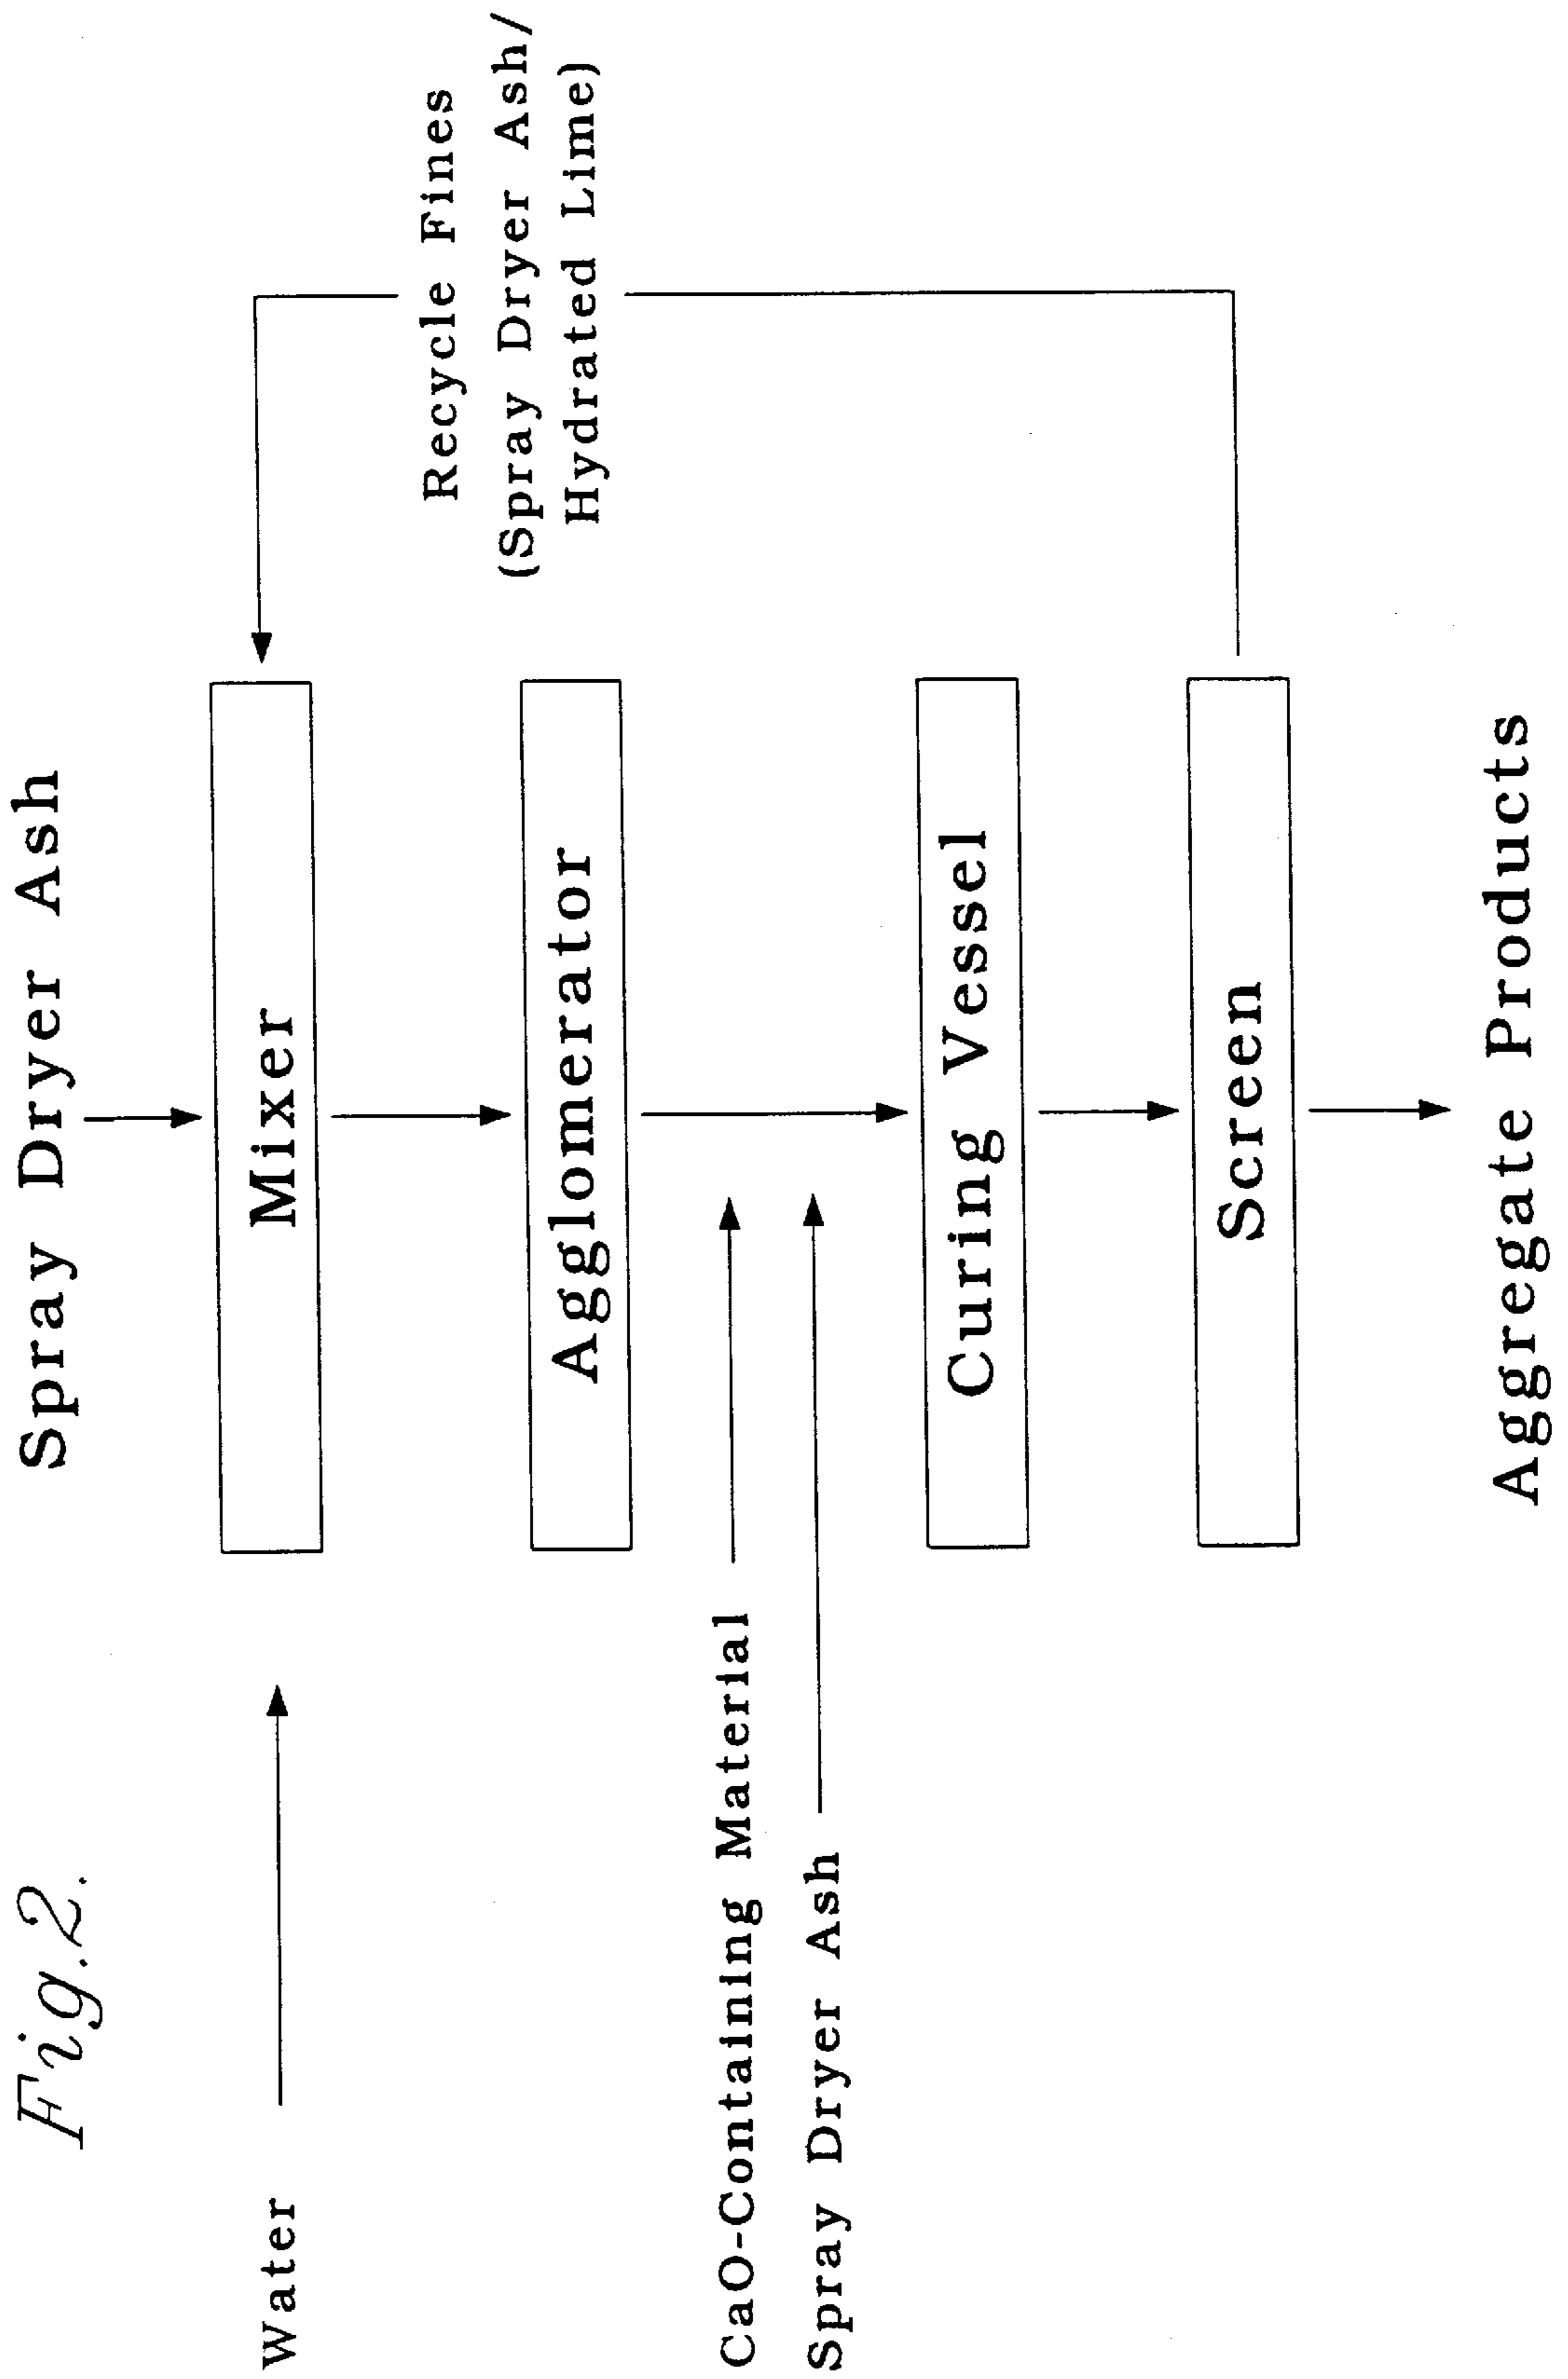 Fig.2.
Spray Dryer Ash
Water
Mixer
Recycle Fines
(Spray Dryer Ash/
Hydrated Lime)
Agglomerator
CaO-Containing Material
Spray Dryer Ash
Curing Vessel
Screen
Aggregate Products